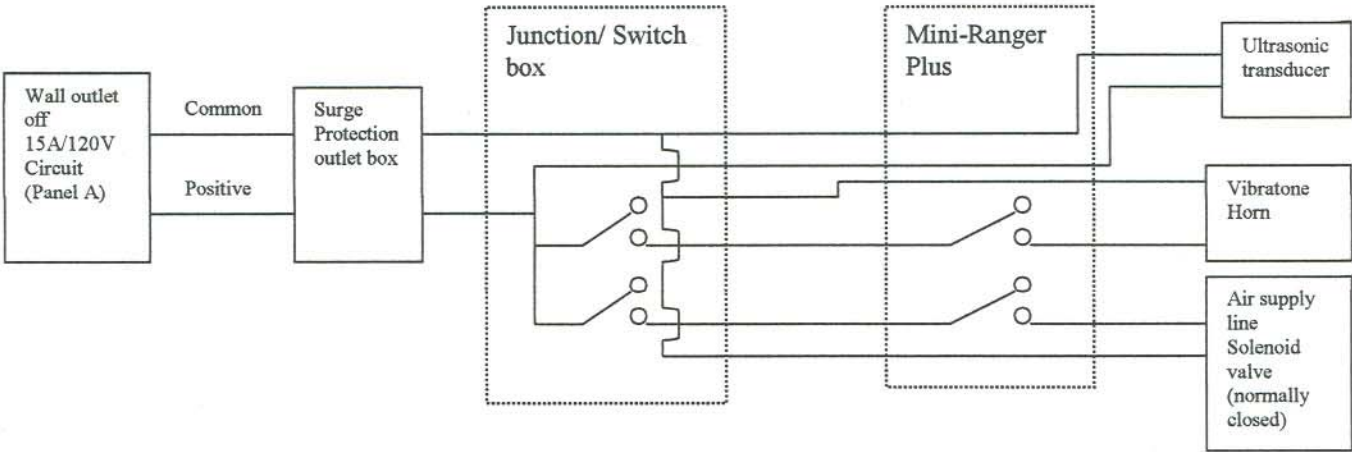 Junction/ Switch
box
Mini-Ranger
Plus
Ultrasonic
transducer
Wall outlet
off
15A/120V
Circuit
(Panel A)
Common
Positive
Surge
Protection
outlet box
Vibratone
Horn
Air supply
line
Solenoid
valve
(normally
closed)